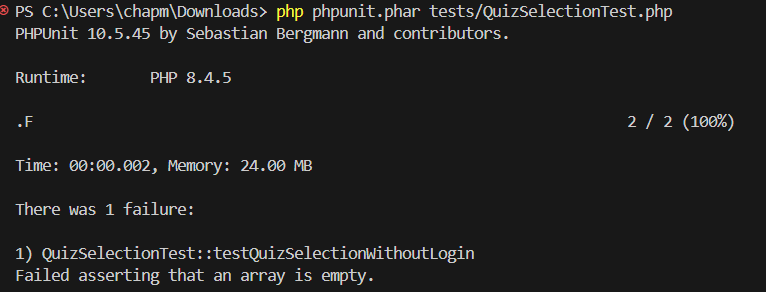 PS C:\Users\chapm\Downloads> php phpunit.phar tests/QuizSelectionTest.php
PHPUnit 10.5.45 by Sebastian Bergmann and contributors.
Runtime: PHP 8.4.5
.F 2 / 2 (100%)
Time: 00:00.002, Memory: 24.00 MB
There was 1 failure:
1) QuizSelectionTest::testQuizSelectionWithoutLogin
Failed asserting that an array is empty.